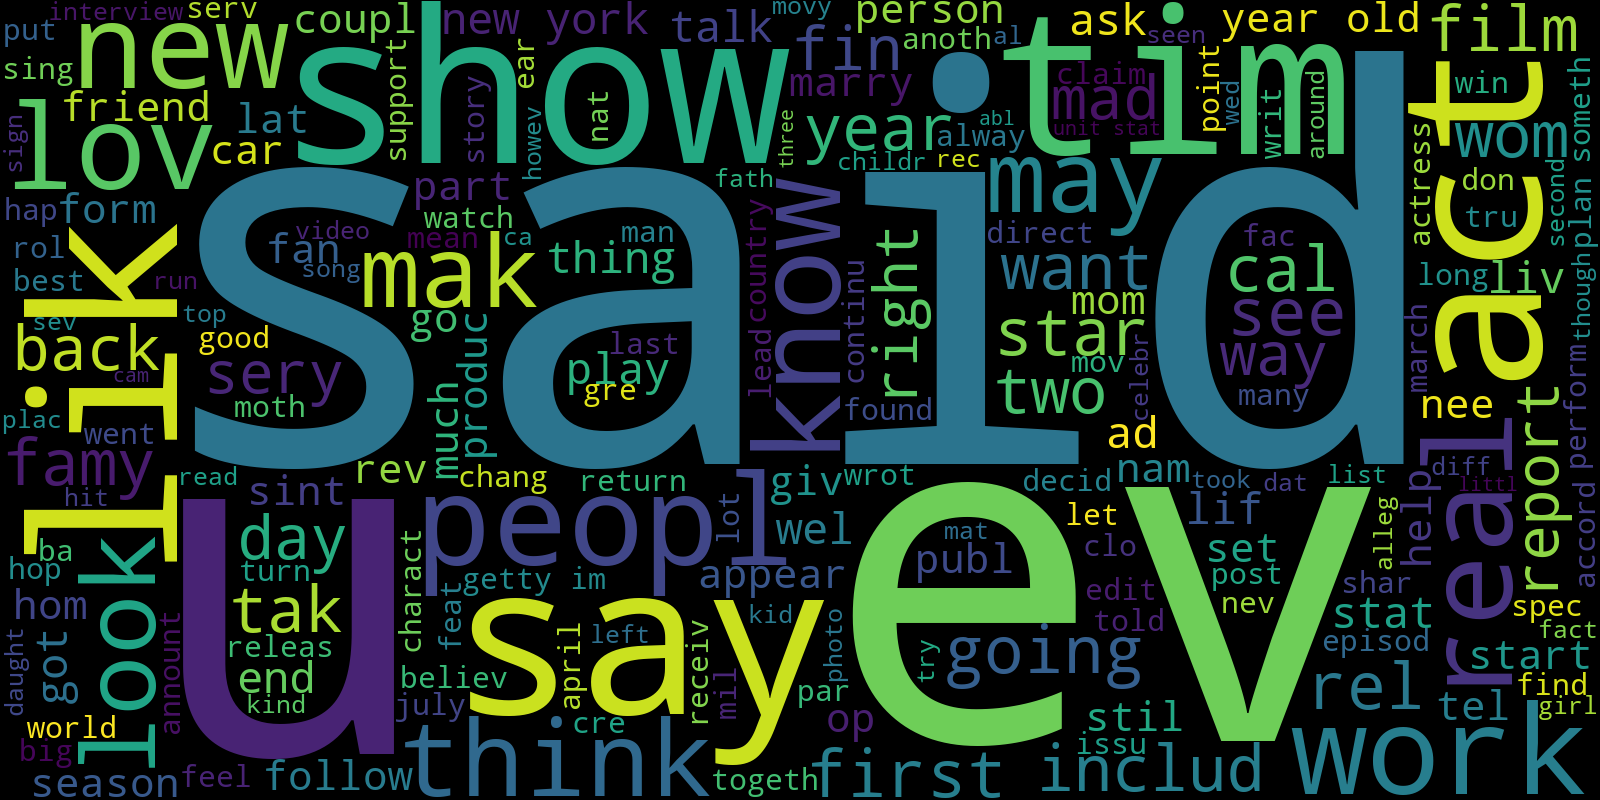 said
ev
u
show
tim
act
say
lik
know
real
peopl
think
work
look
lov
new
mak
may
year
tak
day
back
star
want
see
way
cal
two
right
first
includ
going
report
film
wom
famy
sery
fin
mad
put
sing
interview
serv
coupl
new york
talk
movy
person
anoth
al
ask
seen
year old
friend
lat
car
support
story
ear
howev
nat
marry
three
alway
abl
childr
rec
claim
unit stat
point
wed
writ
around
actress
win
don
tru
second
someth
plan
though
sign
hap
form
rol
best
run
sev
top
good
cam
plac
went
hit
read
fan
video
song
mean
part
watch
ca
man
thing
go
fath
country
lead
continu
found
last
play
gre
produc
much
moth
direct
mom
mov
celebr
fac
many
long
liv
march
perform
accord
nee
ad
nam
rev
chang
return
lot
giv
wrot
wel
decid
took
dat
list
diff
littl
help
alleg
sint
turn
ba
hop
hom
got
daught
annount
world
big
season
feel
follow
releas
end
kind
charact
feat
getty im
believ
july
april
left
receiv
mil
kid
photo
cre
togeth
par
op
appear
publ
mat
let
clo
lif
set
post
nev
edit
told
try
shar
stat
episod
spec
fact
start
find
girl
rel
tel
stil
issu